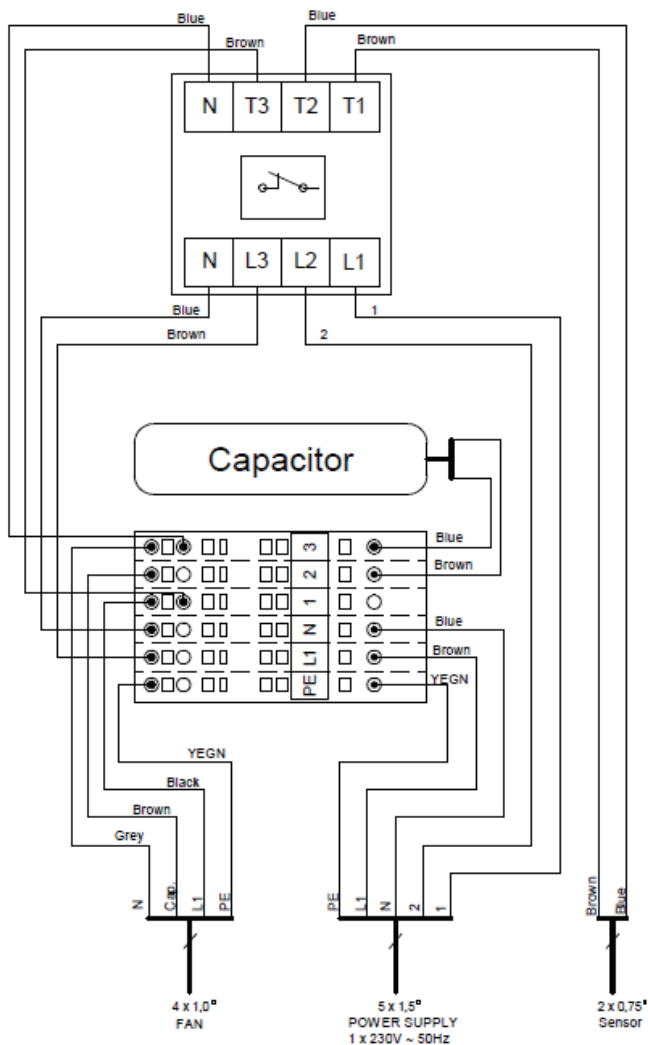 Blue
Blue
Brown
Brown
N T3 T2 T1
N L3 L2 L1
Blue
1
Brown
2
Capacitor
3
Blue
2
Brown
1
N
Blue
L1
Brown
PE
YEGN
YEGN
Black
Brown
Grey
N Cap. L1 PE
PE L1 N 2 1
Brown Blue
4 x 1,0□
FAN
5 x 1,5□
POWER SUPPLY
1 x 230V ~ 50Hz
2 x 0,75□
Sensor